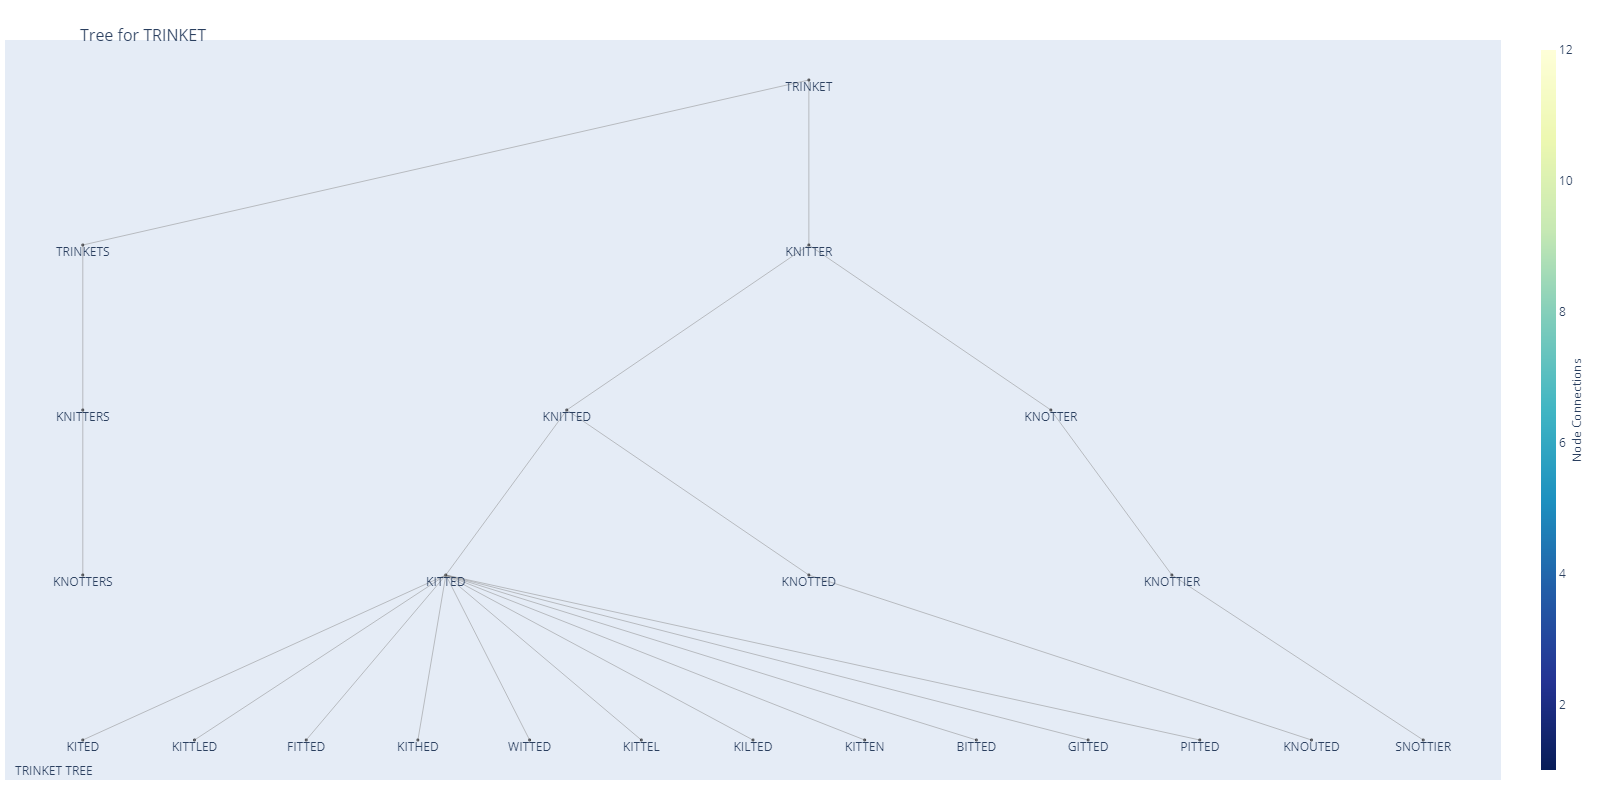 Tree for TRINKET
TRINKET
TRINKETS
KNITTER
KNITTERS
KNITTED
KNOTTER
KNOTTERS
KITTED
KNOTTED
KNOTTIER
KITED
KITTLED
FITTED
KITHED
WITTED
KITTEL
KILTED
KITTEN
BITTED
GITTED
PITTED
KNOUTED
SNOTTIER
TRINKET TREE
12
10
8
6
4
2
Node Connections